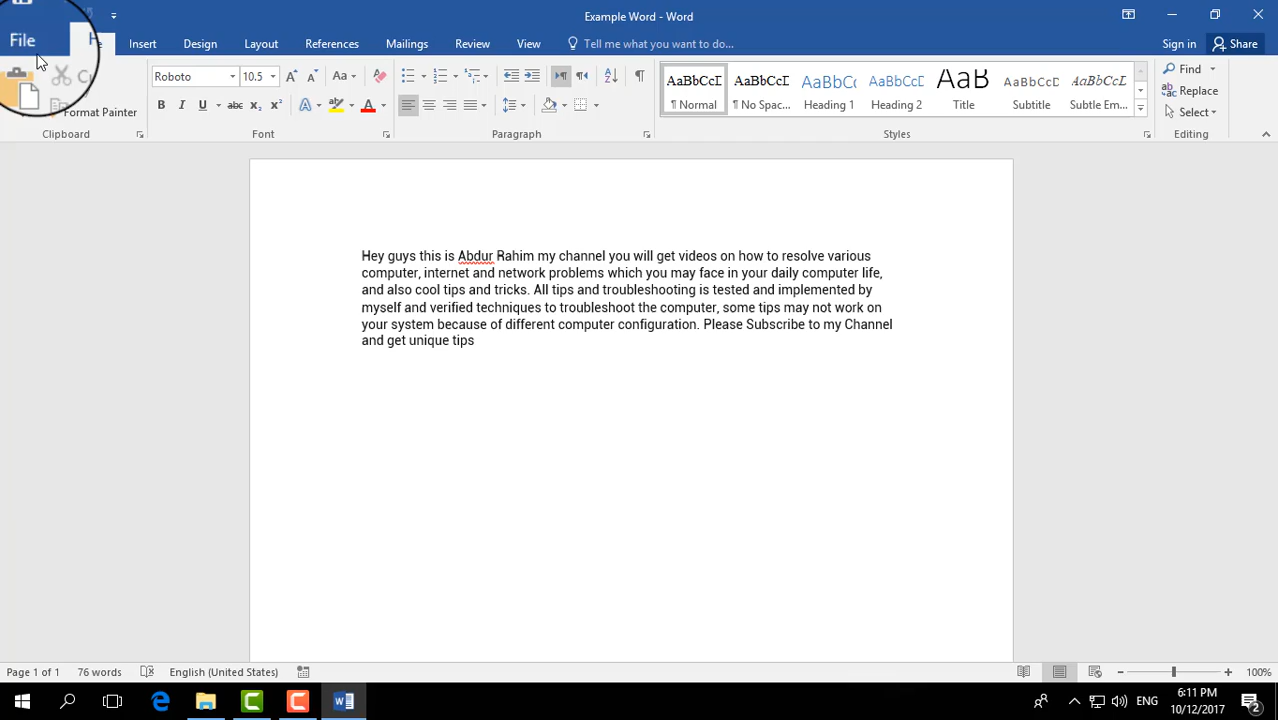 Example Word - Word
File
Insert
Design
Layout
References
Mailings
Review
View
Tell me what you want to do...
Sign in
Share
Roboto
10.5
Aa
Format Painter
B I U abc x₂ x²
Clipboard
Font
Paragraph
AaBbCcI AaBbCcI AaBbC( AaBbCcI AaB AaBbCcD AaBbCcD
¶ Normal ¶ No Spac... Heading 1 Heading 2 Title Subtitle Subtle Em...
Styles
Find
Replace
Select
Editing
Hey guys this is Abdur Rahim my channel you will get videos on how to resolve various
computer, internet and network problems which you may face in your daily computer life,
and also cool tips and tricks. All tips and troubleshooting is tested and implemented by
myself and verified techniques to troubleshoot the computer, some tips may not work on
your system because of different computer configuration. Please Subscribe to my Channel
and get unique tips
Page 1 of 1
76 words
English (United States)
100%
ENG
6:11 PM
10/12/2017
2